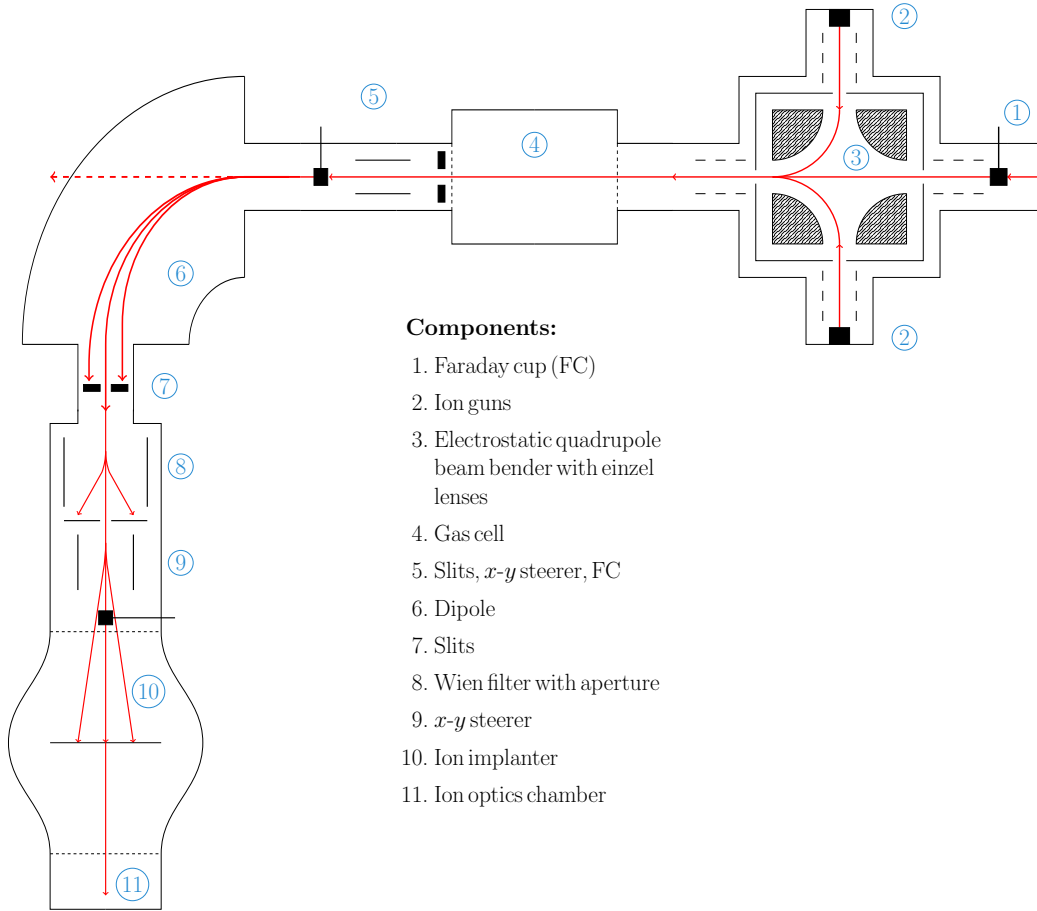 2
5
1
4
3
6
Components:
1. Faraday cup (FC)
2. Ion guns
3. Electrostatic quadrupole
beam bender with einzel
lenses
4. Gas cell
5. Slits, x-y steerer, FC
6. Dipole
7. Slits
8. Wien filter with aperture
9. x-y steerer
10. Ion implanter
11. Ion optics chamber
2
7
8
9
10
11